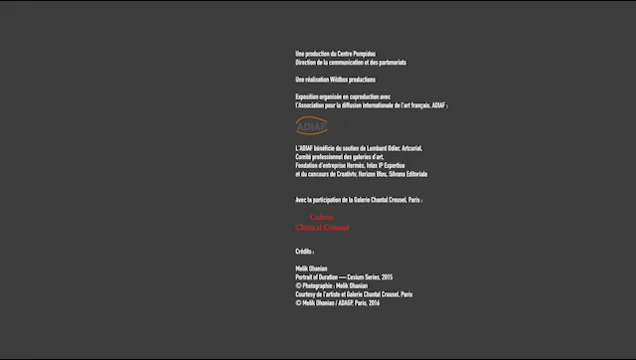 Une production du Centre Pompidou
Direction de la communication et des partenariats
Une réalisation Wildbox productions
Exposition organisée en coproduction avec
l'Association pour la diffusion internationale de l'art français, ADIAF :
ADIAF
L'ADIAF bénéficie du soutien de Lombard Odier, Artcurial,
Comité professionnel des galeries d'art,
Fondation d'entreprise Hermès, Inlex IP Expertise
et du concours de Creativtv, Horizon Bleu, Silvana Editoriale
Avec la participation de la Galerie Chantal Crousel, Paris :
Galerie
Chantal Crousel
Crédits :
Melik Ohanian
Portrait of Duration — Cesium Series, 2015
© Photographie : Melik Ohanian
Courtesy de l'artiste et Galerie Chantal Crousel, Paris
© Melik Ohanian / ADAGP, Paris, 2016